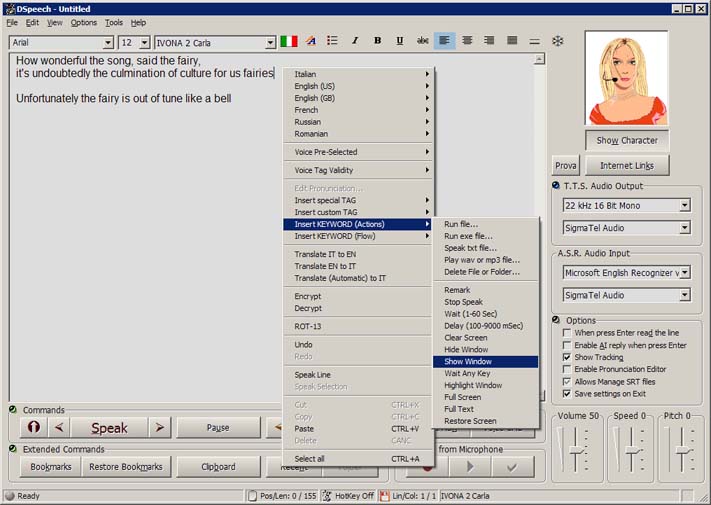 DSpeech - Untitled
File Edit View Options Tools Help
Arial 12 IVONA 2 Carla A I B U abc
How wonderful the song, said the fairy,
it's undoubtedly the culmination of culture for us fairies
Unfortunately the fairy is out of tune like a bell
Italian
English (US)
English (GB)
French
Russian
Romanian
Voice Pre-Selected
Voice Tag Validity
Edit Pronunciation...
Insert special TAG
Insert custom TAG
Insert KEYWORD (Actions)
Insert KEYWORD (Flow)
Translate IT to EN
Translate EN to IT
Translate (Automatic) to IT
Encrypt
Decrypt
ROT-13
Undo
Redo
Speak Line
Speak Selection
Cut CTRL+X
Copy CTRL+C
Paste CTRL+V
Delete CANC
Select all CTRL+A
Run file...
Run exe file...
Speak txt file...
Play wav or mp3 file...
Delete File or Folder...
Remark
Stop Speak
Wait (1-60 Sec)
Delay (100-9000 mSec)
Clear Screen
Hide Window
Show Window
Wait Any Key
Highlight Window
Full Screen
Full Text
Restore Screen
Show Character
Prova Internet Links
T.T.S. Audio Output
22 kHz 16 Bit Mono
SigmaTel Audio
A.S.R. Audio Input
Microsoft English Recognizer v
SigmaTel Audio
Options
When press Enter read the line
Enable AI reply when press Enter
Show Tracking
Enable Pronunciation Editor
Allows Manage SRT files
Save settings on Exit
Volume 50 Speed 0 Pitch 0
Commands
Speak Pause
Extended Commands from Microphone
Bookmarks Restore Bookmarks Clipboard Recent Folder
Ready Pos/Len: 0 / 155 HotKey Off Lin/Col: 1 / 1 IVONA 2 Carla